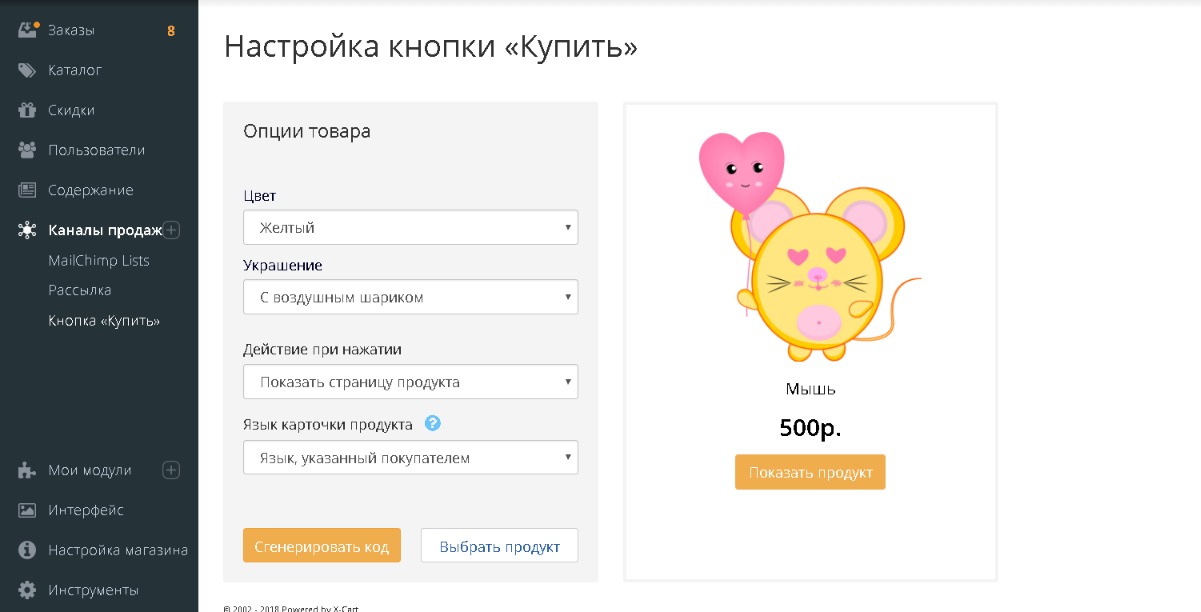 Заказы 8
Каталог
Скидки
Пользователи
Содержание
Каналы продаж
MailChimp Lists
Рассылка
Кнопка «Купить»
Мои модули
Интерфейс
Настройка магазина
Инструменты
Настройка кнопки «Купить»
Опции товара
Цвет
Желтый
Украшение
С воздушным шариком
Действие при нажатии
Показать страницу продукта
Язык карточки продукта ?
Язык, указанный покупателем
Сгенерировать код
Выбрать продукт
Мышь
500р.
Показать продукт
© 2002 - 2018 Powered by X-Cart